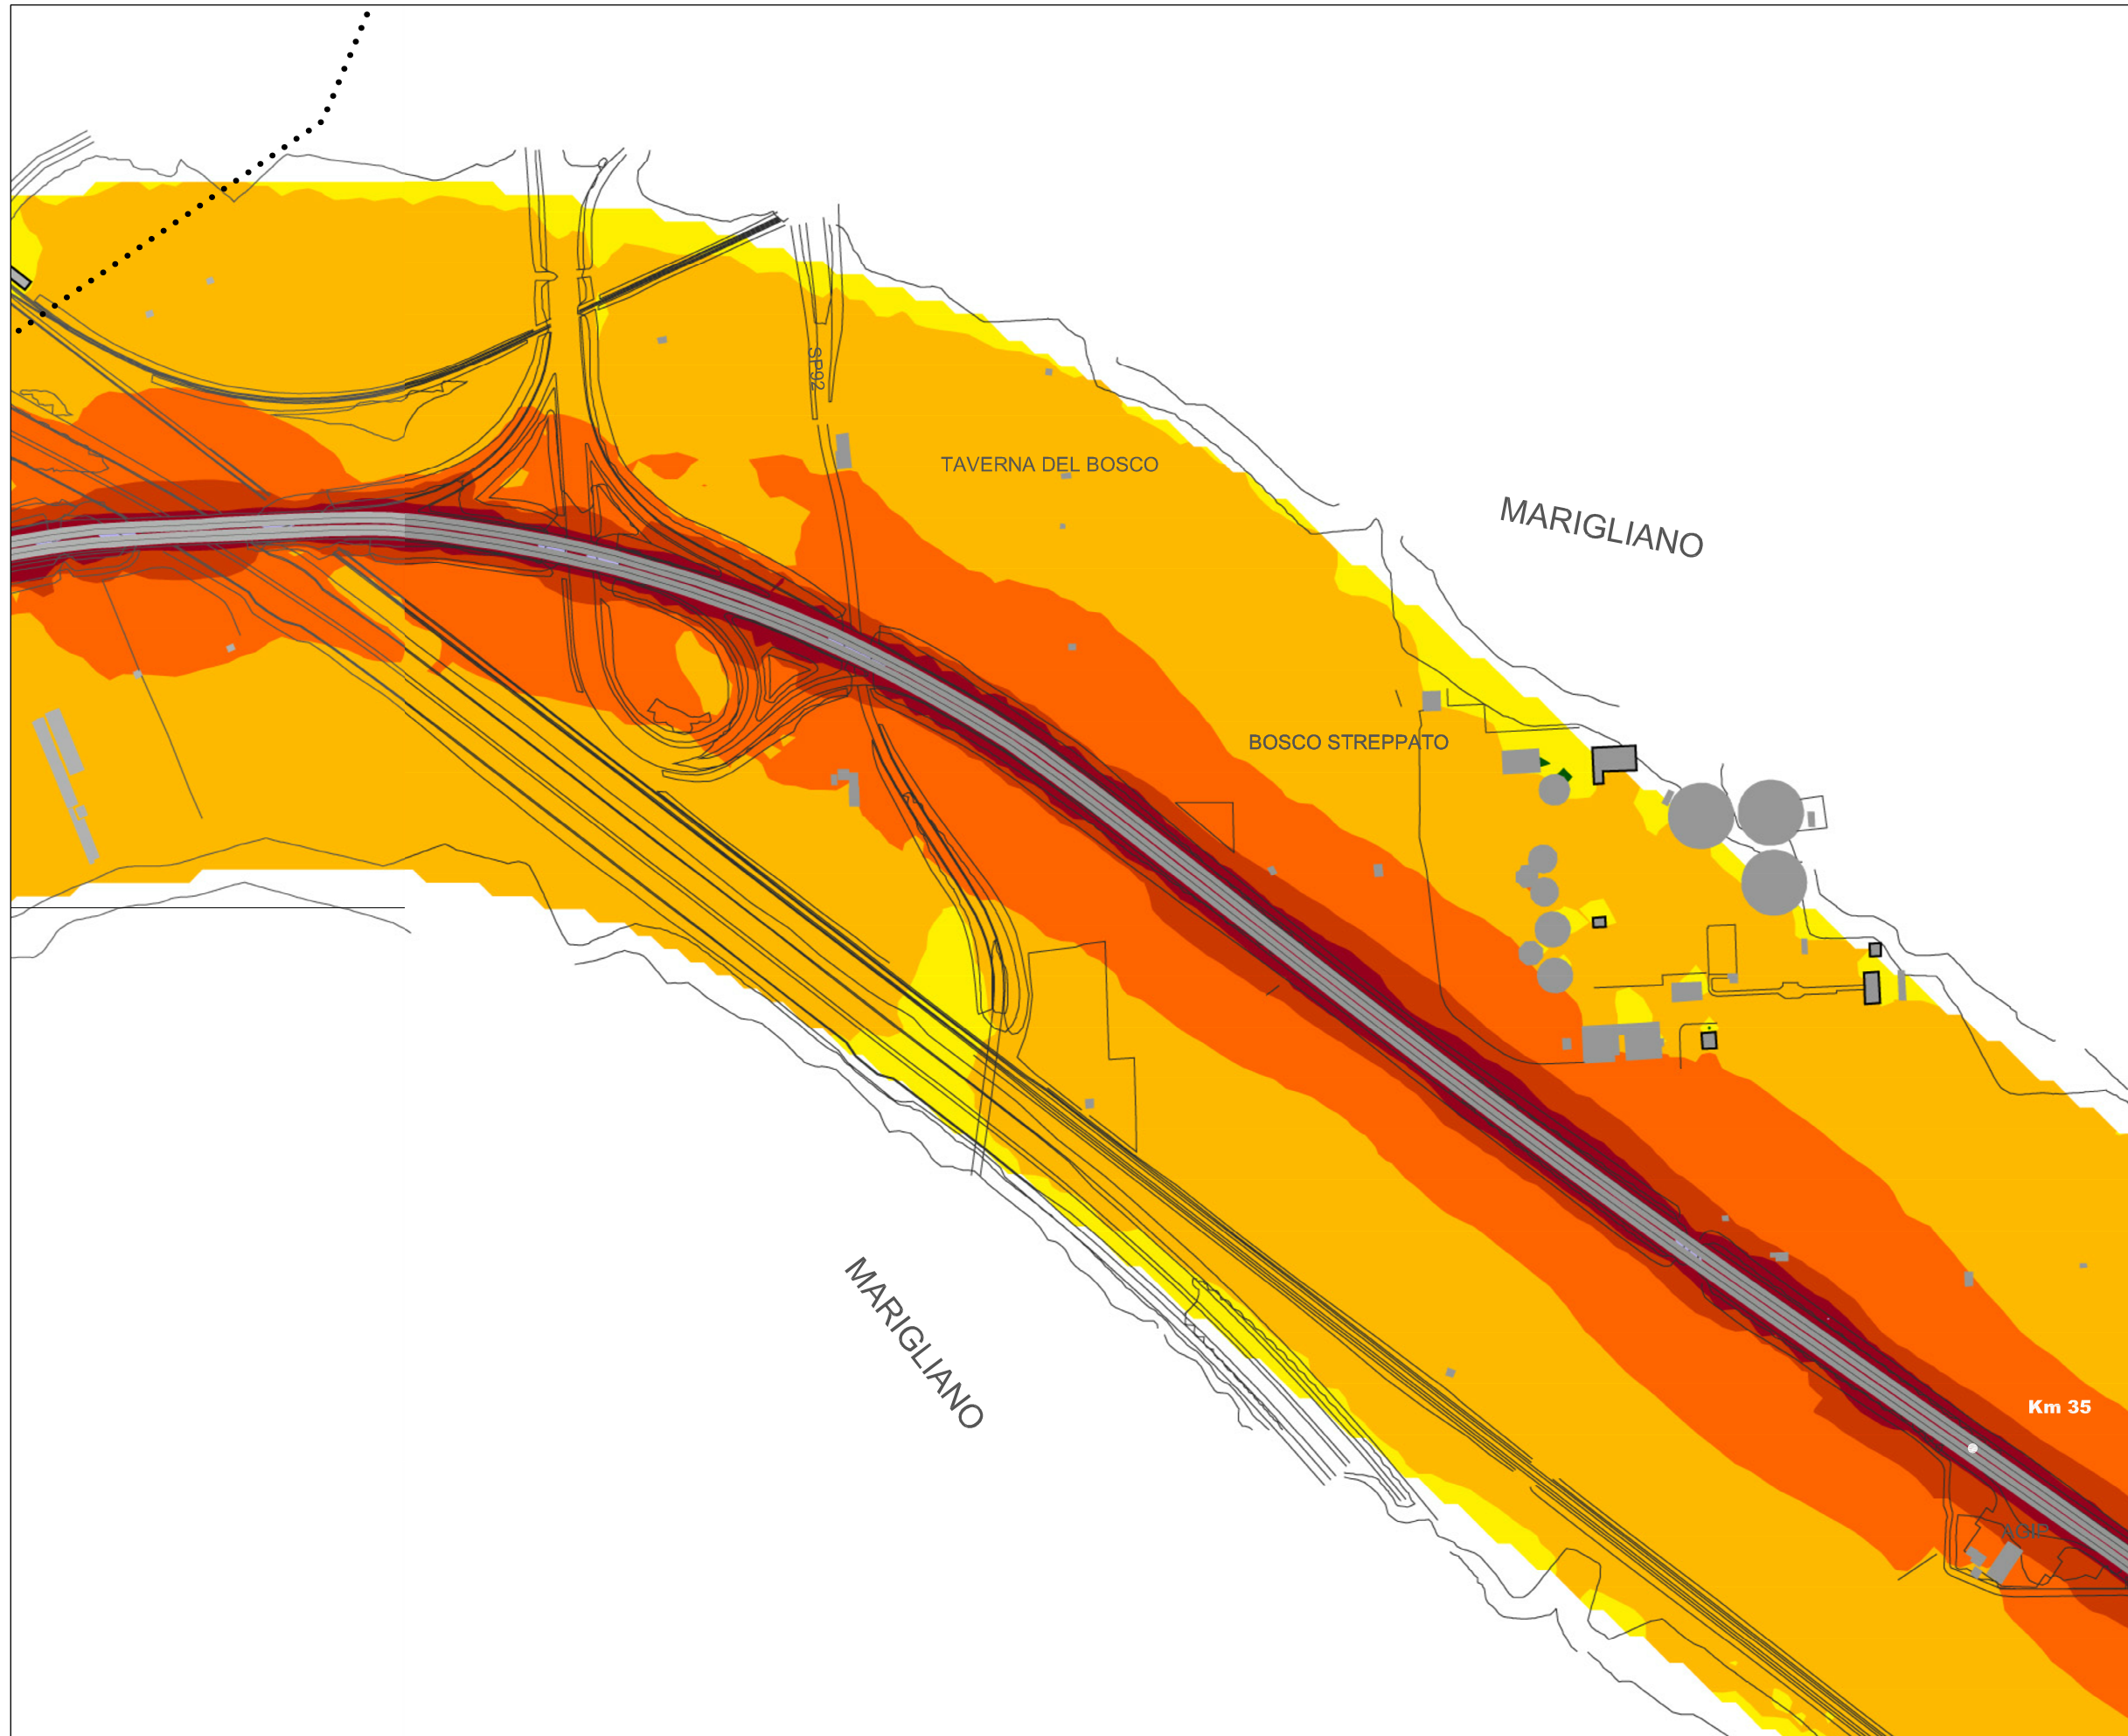 SP92
TAVERNA DEL BOSCO
MARIGLIANO
BOSCO STREPPATO
MARIGLIANO
Km 35
AGIP